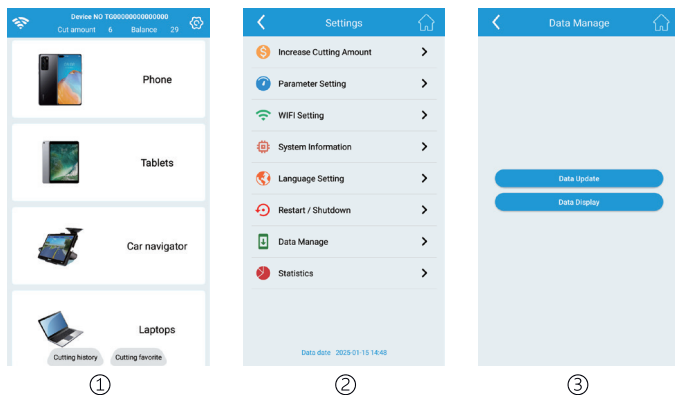 Device NO TG00000000000000
Cut amount 6 Balance 29
Phone
Tablets
Car navigator
Laptops
Cutting history Cutting favorite
①
Settings
Increase Cutting Amount
Parameter Setting
WIFI Setting
System Information
Language Setting
Restart / Shutdown
Data Manage
Statistics
Data date 2025-01-15 14:48
②
Data Manage
Data Update
Data Display
③